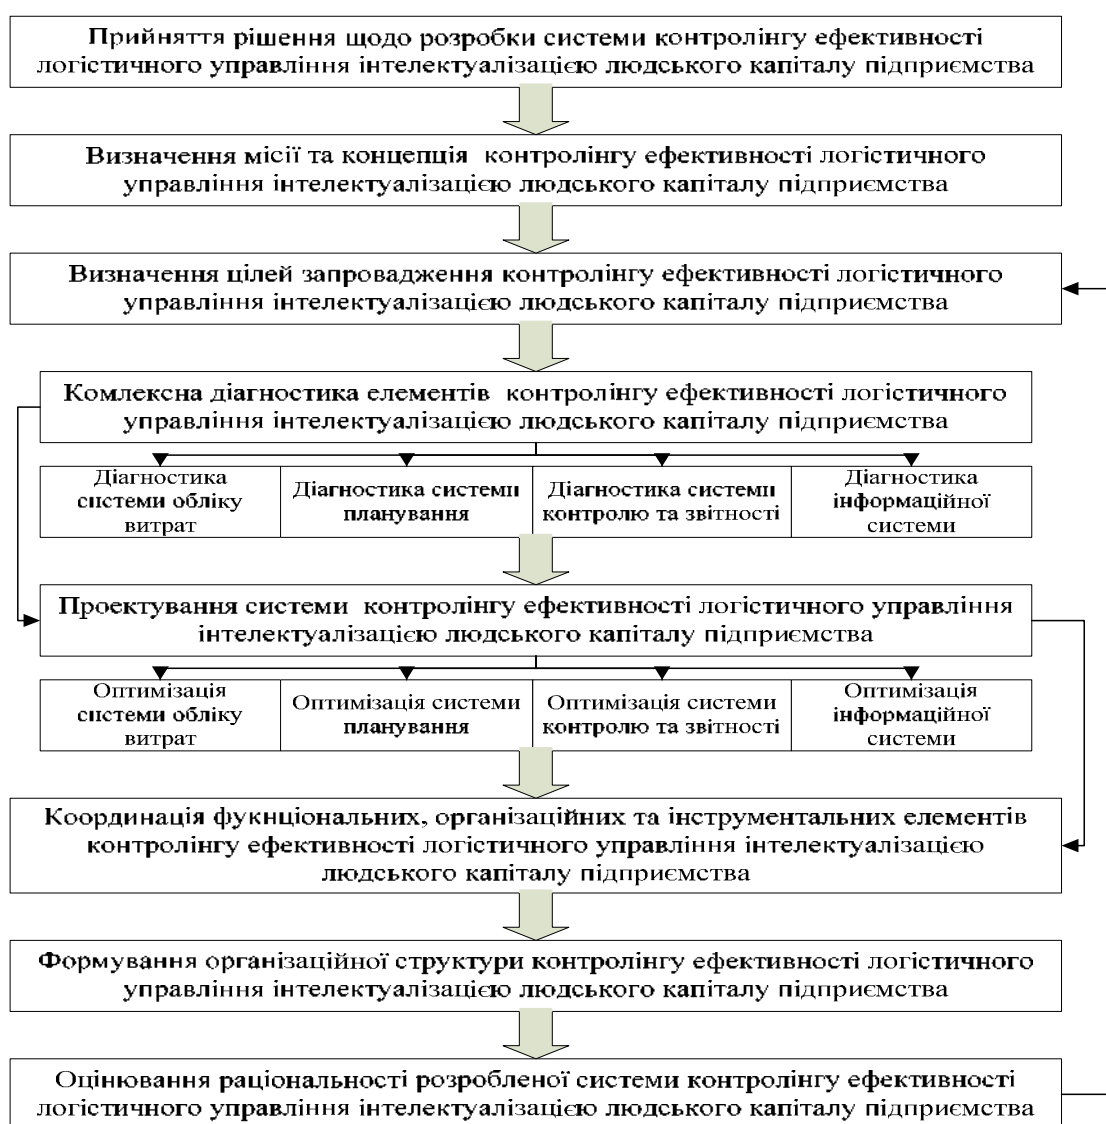 Прийняття рішення щодо розробки системи контролінгу ефективності
логістичного управління інтелектуалізацією людського капіталу підприємства
Визначення місії та концепція контролінгу ефективності логістичного
управління інтелектуалізацією людського капіталу підприємства
Визначення цілей запровадження контролінгу ефективності логістичного
управління інтелектуалізацією людського капіталу підприємства
Комлексна діагностика елементів контролінгу ефективності логістичного
управління інтелектуалізацією людського капіталу підприємства
Діагностика
системи обліку
витрат
Діагностика системи
планування
Діагностика системи
контролю та звітності
Діагностика
інформаційної
системи
Проектування системи контролінгу ефективності логістичного управління
інтелектуалізацією людського капіталу підприємства
Оптимізація
системи обліку
витрат
Оптимізація системи
планування
Оптимізація системи
контролю та звітності
Оптимізація
інформаційної
системи
Координація фукнціональних, організаційних та інструментальних елементів
контролінгу ефективності логістичного управління інтелектуалізацією
людського капіталу підприємства
Формування організаційної структури контролінгу ефективності логістичного
управління інтелектуалізацією людського капіталу підприємства
Оцінювання раціональності розробленої системи контролінгу ефективності
логістичного управління інтелектуалізацією людського капіталу підприємства